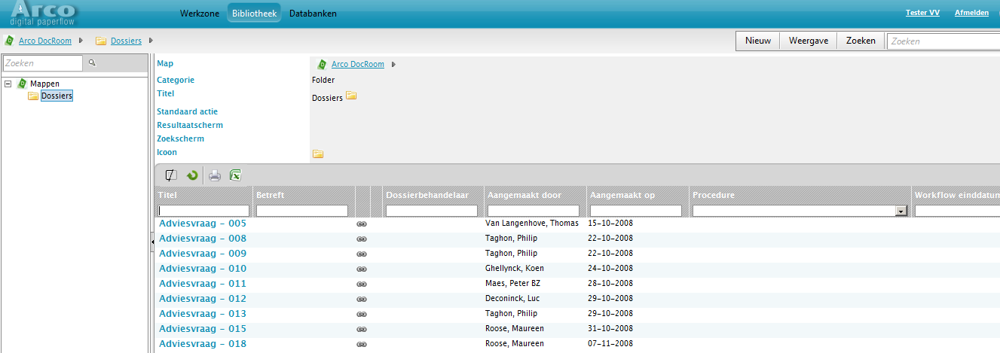 Arco
digital paperflow
Werkzone Bibliotheek Databanken
Tester VV Afmelden
Arco DocRoom Dossiers
Nieuw Weergave Zoeken Zoeken
Zoeken
Mappen
Dossiers
Map Arco DocRoom
Categorie Folder
Titel Dossiers
Standaard actie
Resultaatscherm
Zoekscherm
Icoon
Titel Betreft Dossierbehandelaar Aangemaakt door Aangemaakt op Procedure Workflow einddatum
Adviesvraag - 005 Van Langenhove, Thomas 15-10-2008
Adviesvraag - 008 Taghon, Philip 22-10-2008
Adviesvraag - 009 Taghon, Philip 22-10-2008
Adviesvraag - 010 Ghellynck, Koen 24-10-2008
Adviesvraag - 011 Maes, Peter BZ 28-10-2008
Adviesvraag - 012 Deconinck, Luc 29-10-2008
Adviesvraag - 013 Taghon, Philip 29-10-2008
Adviesvraag - 015 Roose, Maureen 31-10-2008
Adviesvraag - 018 Roose, Maureen 07-11-2008